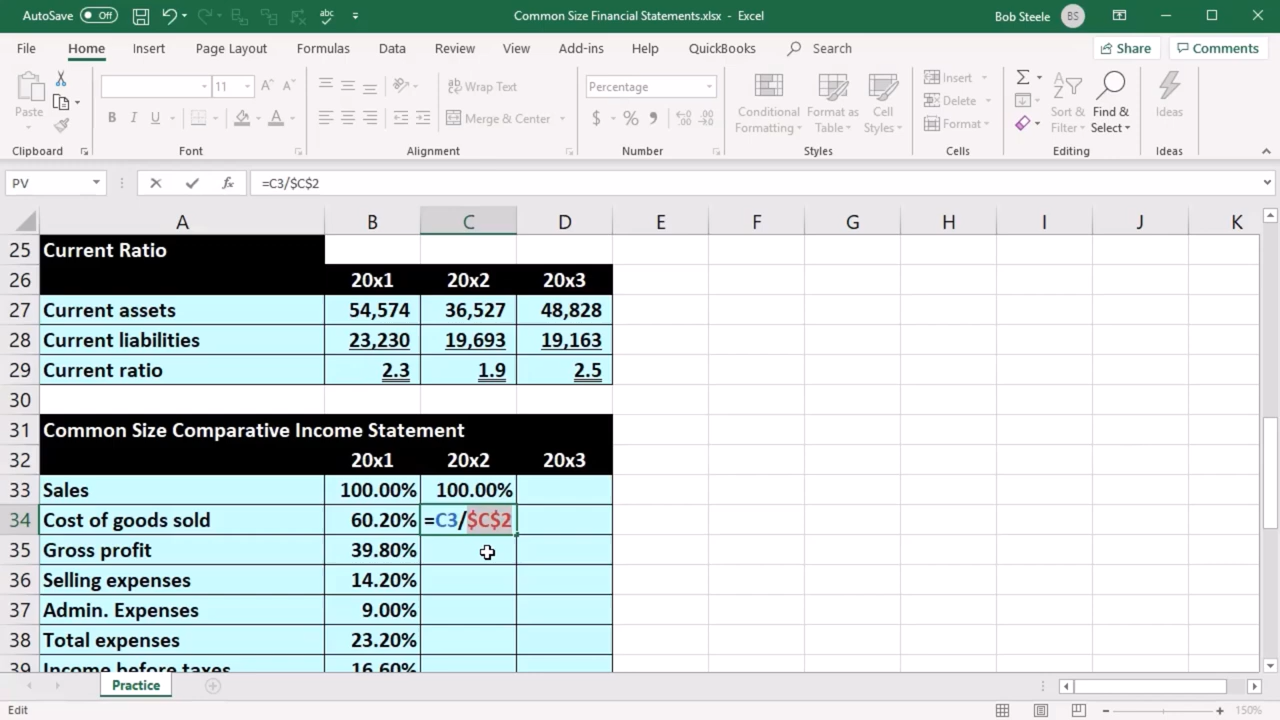 AutoSave Off Common Size Financial Statements.xlsx - Excel Bob Steele BS
File Home Insert Page Layout Formulas Data Review View Add-ins Help QuickBooks Search Share Comments
Paste 11 A A ab Wrap Text Percentage Conditional Formatting Format as Table Cell Styles Insert Sort & Filter Find & Select Ideas
B I U A Merge & Center $ % Delete
Format
Clipboard Font Alignment Number Styles Cells Editing Ideas
PV fx =C3/$C$2
A B C D E F G H I J K
25 Current Ratio
26 20x1 20x2 20x3
27 Current assets 54,574 36,527 48,828
28 Current liabilities 23,230 19,693 19,163
29 Current ratio 2.3 1.9 2.5
30
31 Common Size Comparative Income Statement
32 20x1 20x2 20x3
33 Sales 100.00% 100.00%
34 Cost of goods sold 60.20% =C3/$C$2
35 Gross profit 39.80%
36 Selling expenses 14.20%
37 Admin. Expenses 9.00%
38 Total expenses 23.20%
39 Income before taxes 16.60%
Practice
Edit 150%